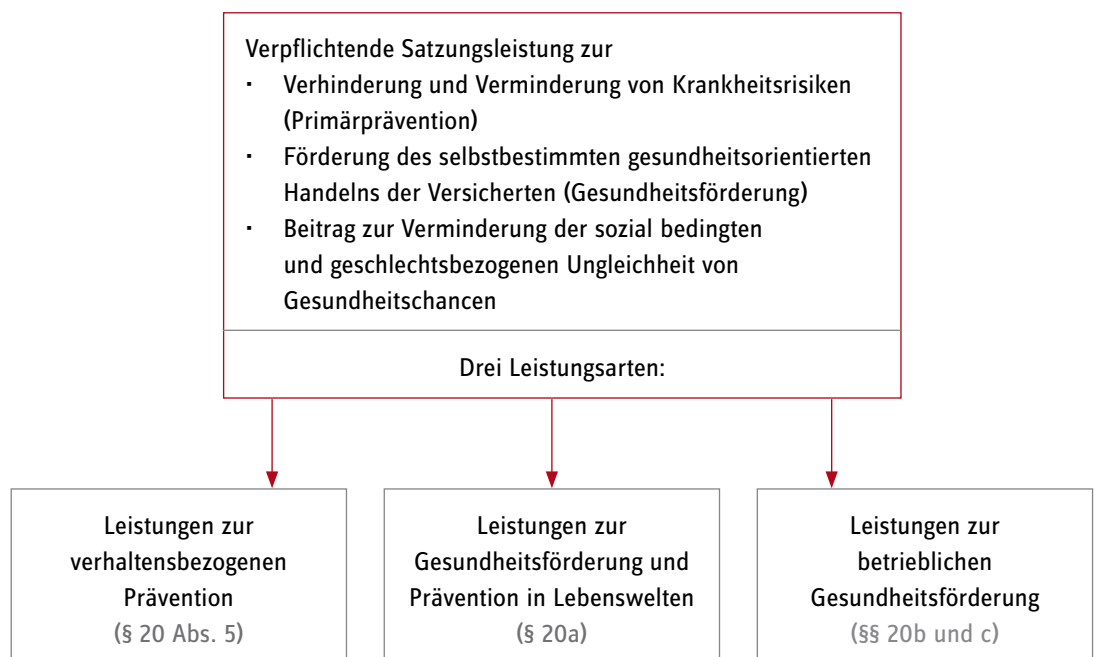 Verpflichtende Satzungsleistung zur
· Verhinderung und Verminderung von Krankheitsrisiken
(Primärprävention)
· Förderung des selbstbestimmten gesundheitsorientierten
Handelns der Versicherten (Gesundheitsförderung)
· Beitrag zur Verminderung der sozial bedingten
und geschlechtsbezogenen Ungleichheit von
Gesundheitschancen
Drei Leistungsarten:
Leistungen zur
verhaltensbezogenen
Prävention
(§ 20 Abs. 5)
Leistungen zur
Gesundheitsförderung und
Prävention in Lebenswelten
(§ 20a)
Leistungen zur
betrieblichen
Gesundheitsförderung
(§§ 20b und c)